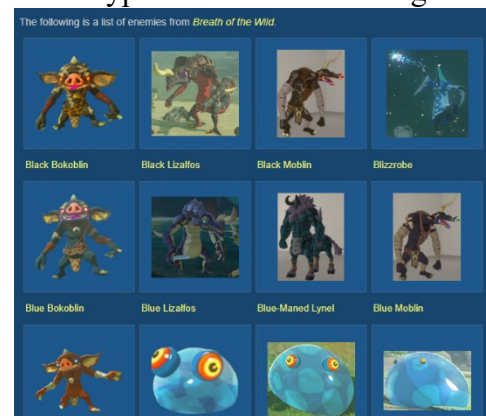 The following is a list of enemies from Breath of the Wild.
Black Bokoblin Black Lizalfos Black Moblin Blizzrobe
Blue Bokoblin Blue Lizalfos Blue-Maned Lynel Blue Moblin